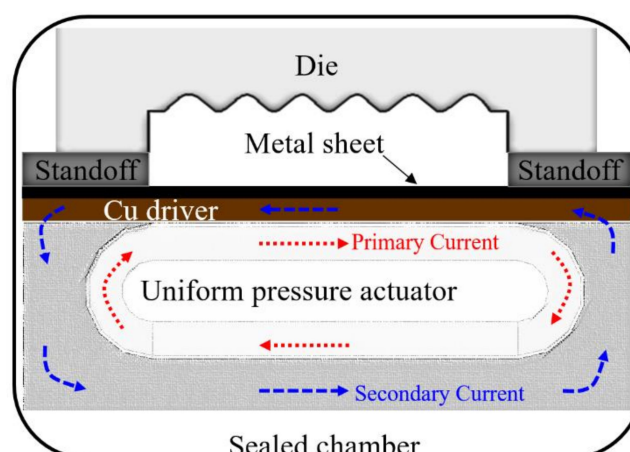 Die
Metal sheet
Standoff
Standoff
Cu driver
Primary Current
Uniform pressure actuator
Secondary Current
Sealed chamber